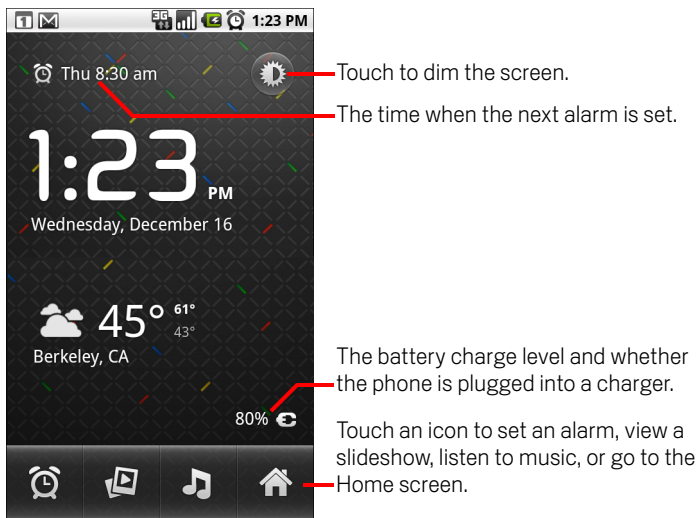 1 3G 1:23 PM
Thu 8:30 am
Touch to dim the screen.
The time when the next alarm is set.
1:23 PM
Wednesday, December 16
45° 61°
43°
Berkeley, CA
The battery charge level and whether
the phone is plugged into a charger.
80%
Touch an icon to set an alarm, view a
slideshow, listen to music, or go to the
Home screen.